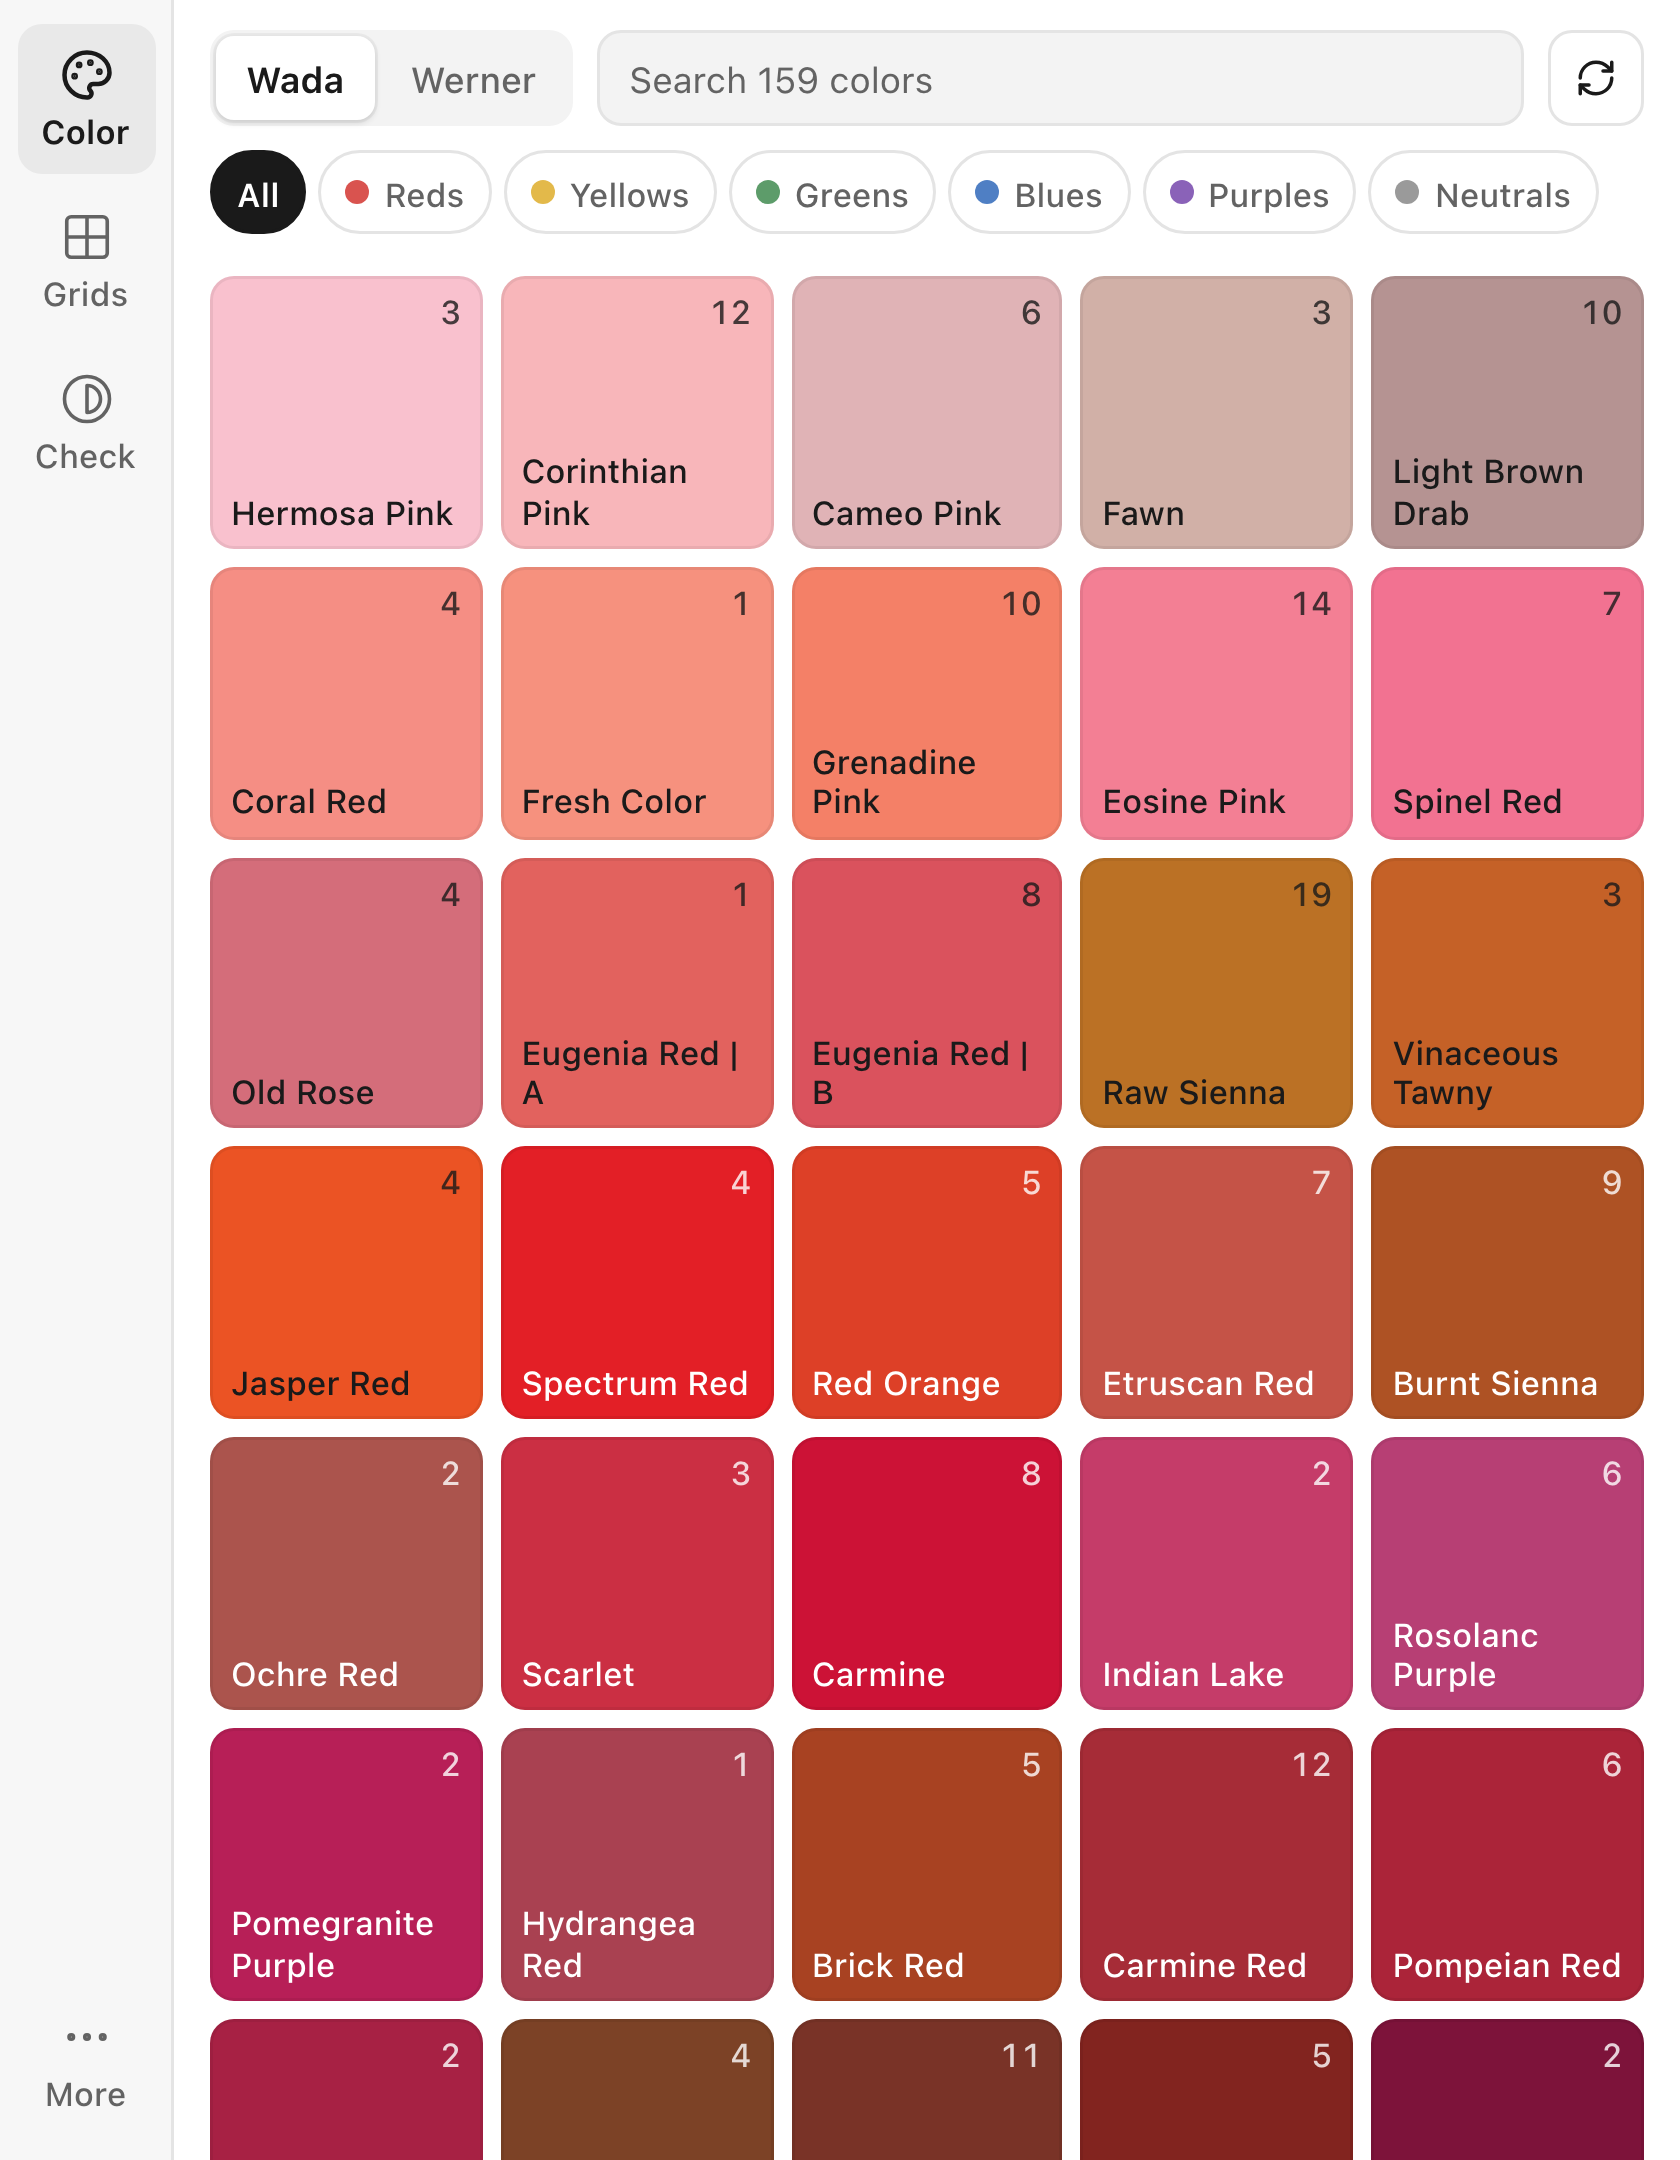 Color
Grids
Check
More
Wada
Werner
Search 159 colors
All
Reds
Yellows
Greens
Blues
Purples
Neutrals
3
Hermosa Pink
12
Corinthian
Pink
6
Cameo Pink
3
Fawn
10
Light Brown
Drab
4
Coral Red
1
Fresh Color
10
Grenadine
Pink
14
Eosine Pink
7
Spinel Red
4
Old Rose
1
Eugenia Red |
A
8
Eugenia Red |
B
19
Raw Sienna
3
Vinaceous
Tawny
4
Jasper Red
4
Spectrum Red
5
Red Orange
7
Etruscan Red
9
Burnt Sienna
2
Ochre Red
3
Scarlet
8
Carmine
2
Indian Lake
6
Rosolanc
Purple
2
Pomegranite
Purple
1
Hydrangea
Red
5
Brick Red
12
Carmine Red
6
Pompeian Red
2
4
11
5
2